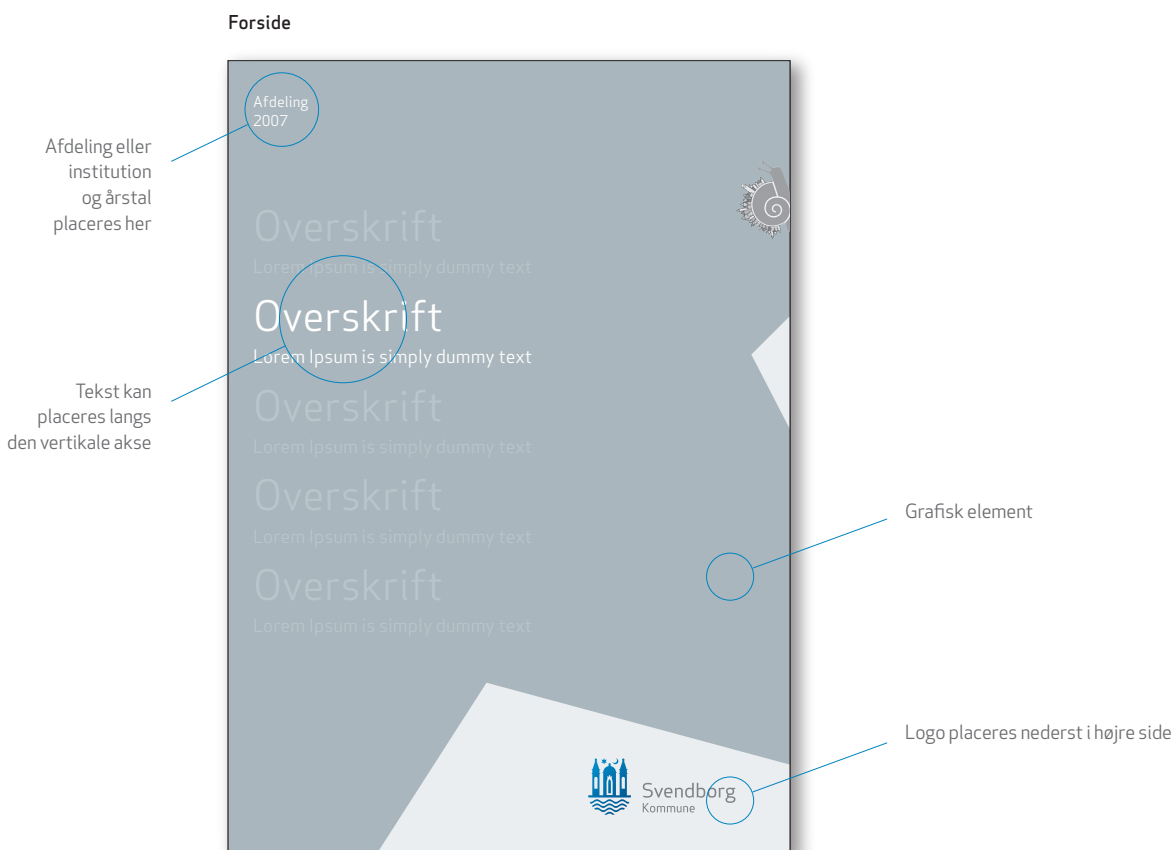 Forside
Afdeling
2007
Afdeling eller
institution
og årstal
placeres her
Overskrift
Lorem Ipsum is simply dummy text
Overskrift
Lorem Ipsum is simply dummy text
Tekst kan
placeres langs
den vertikale akse
Overskrift
Lorem Ipsum is simply dummy text
Overskrift
Lorem Ipsum is simply dummy text
Grafisk element
Overskrift
Lorem Ipsum is simply dummy text
Logo placeres nederst i højre side
Svendborg
Kommune